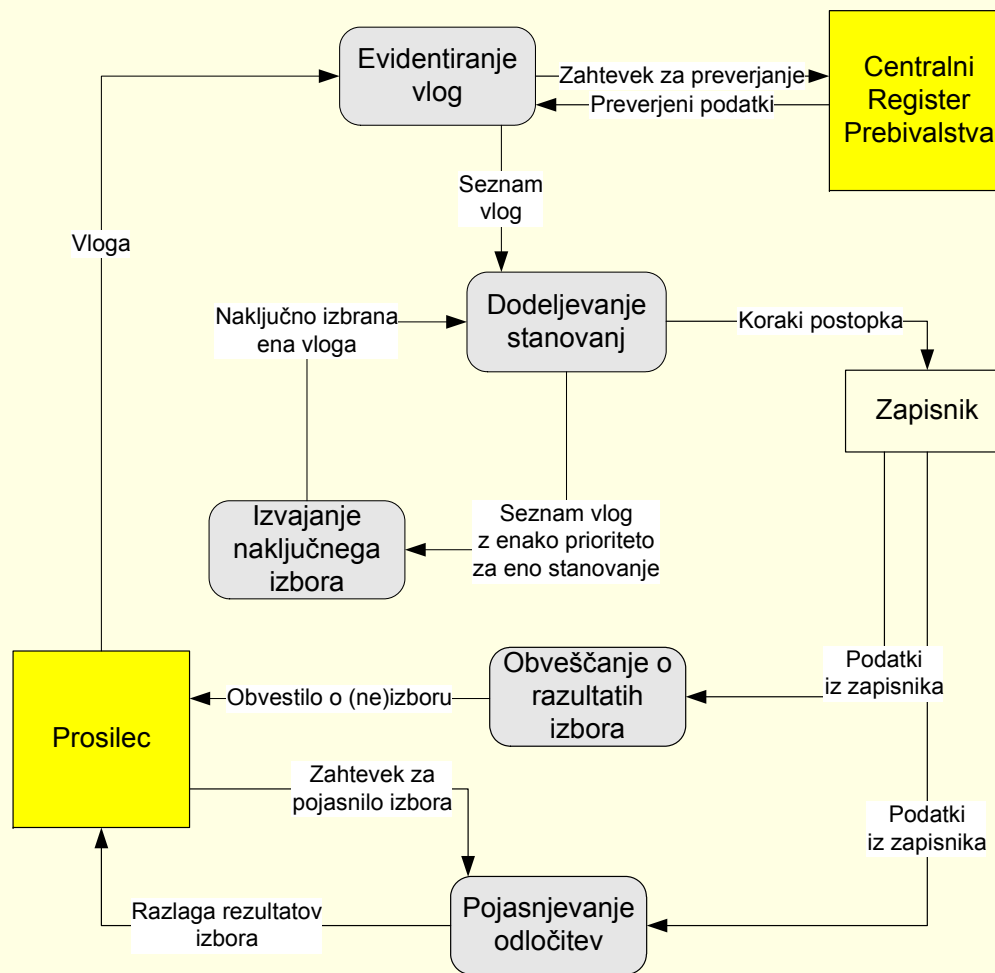 Evidentiranje
vlog
Zahtevek za preverjanje
Preverjeni podatki
Centralni
Register
Prebivalstva
Seznam
vlog
Vloga
Naključno izbrana
ena vloga
Dodeljevanje
stanovanj
Koraki postopka
Zapisnik
Izvajanje
naključnega
izbora
Seznam vlog
z enako prioriteto
za eno stanovanje
Prosilec
Obvestilo o (ne)izboru
Obveščanje o
razultatih
izbora
Podatki
iz zapisnika
Zahtevek za
pojasnilo izbora
Podatki
iz zapisnika
Razlaga rezultatov
izbora
Pojasnjevanje
odločitev